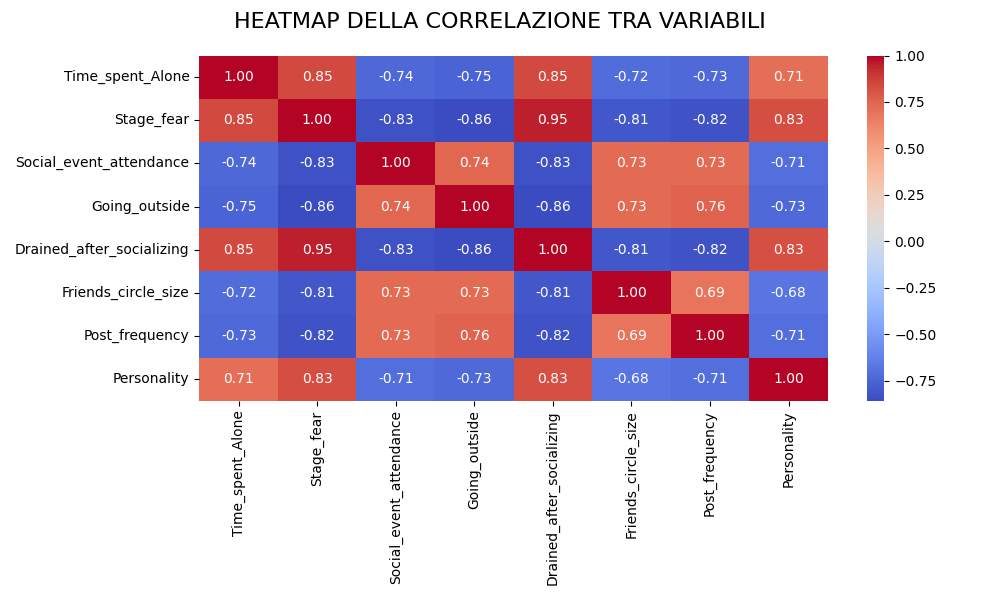 HEATMAP DELLA CORRELAZIONE TRA VARIABILI
Time_spent_Alone 1.00 0.85 -0.74 -0.75 0.85 -0.72 -0.73 0.71
Stage_fear 0.85 1.00 -0.83 -0.86 0.95 -0.81 -0.82 0.83
Social_event_attendance -0.74 -0.83 1.00 0.74 -0.83 0.73 0.73 -0.71
Going_outside -0.75 -0.86 0.74 1.00 -0.86 0.73 0.76 -0.73
Drained_after_socializing 0.85 0.95 -0.83 -0.86 1.00 -0.81 -0.82 0.83
Friends_circle_size -0.72 -0.81 0.73 0.73 -0.81 1.00 0.69 -0.68
Post_frequency -0.73 -0.82 0.73 0.76 -0.82 0.69 1.00 -0.71
Personality 0.71 0.83 -0.71 -0.73 0.83 -0.68 -0.71 1.00
Time_spent_Alone
Stage_fear
Social_event_attendance
Going_outside
Drained_after_socializing
Friends_circle_size
Post_frequency
Personality
1.00
0.75
0.50
0.25
0.00
−0.25
−0.50
−0.75